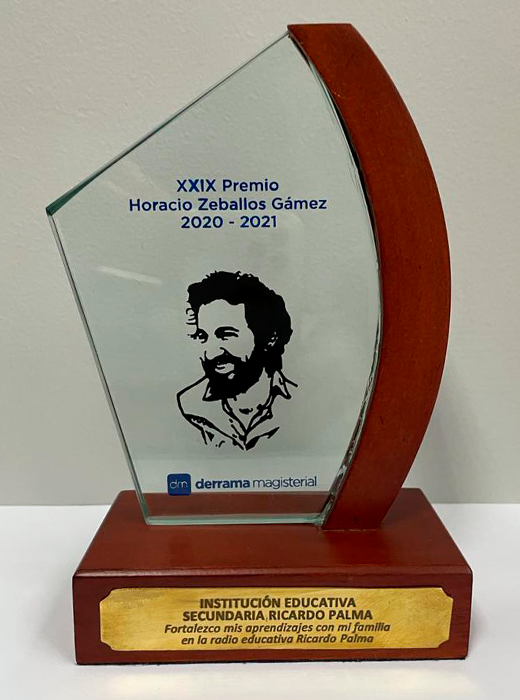 XXIX Premio
Horacio Zeballos Gámez
2020 - 2021
dm derrama magisterial
INSTITUCIÓN EDUCATIVA
SECUNDARIA RICARDO PALMA
Fortalezco mis aprendizajes con mi familia
en la radio educativa Ricardo Palma